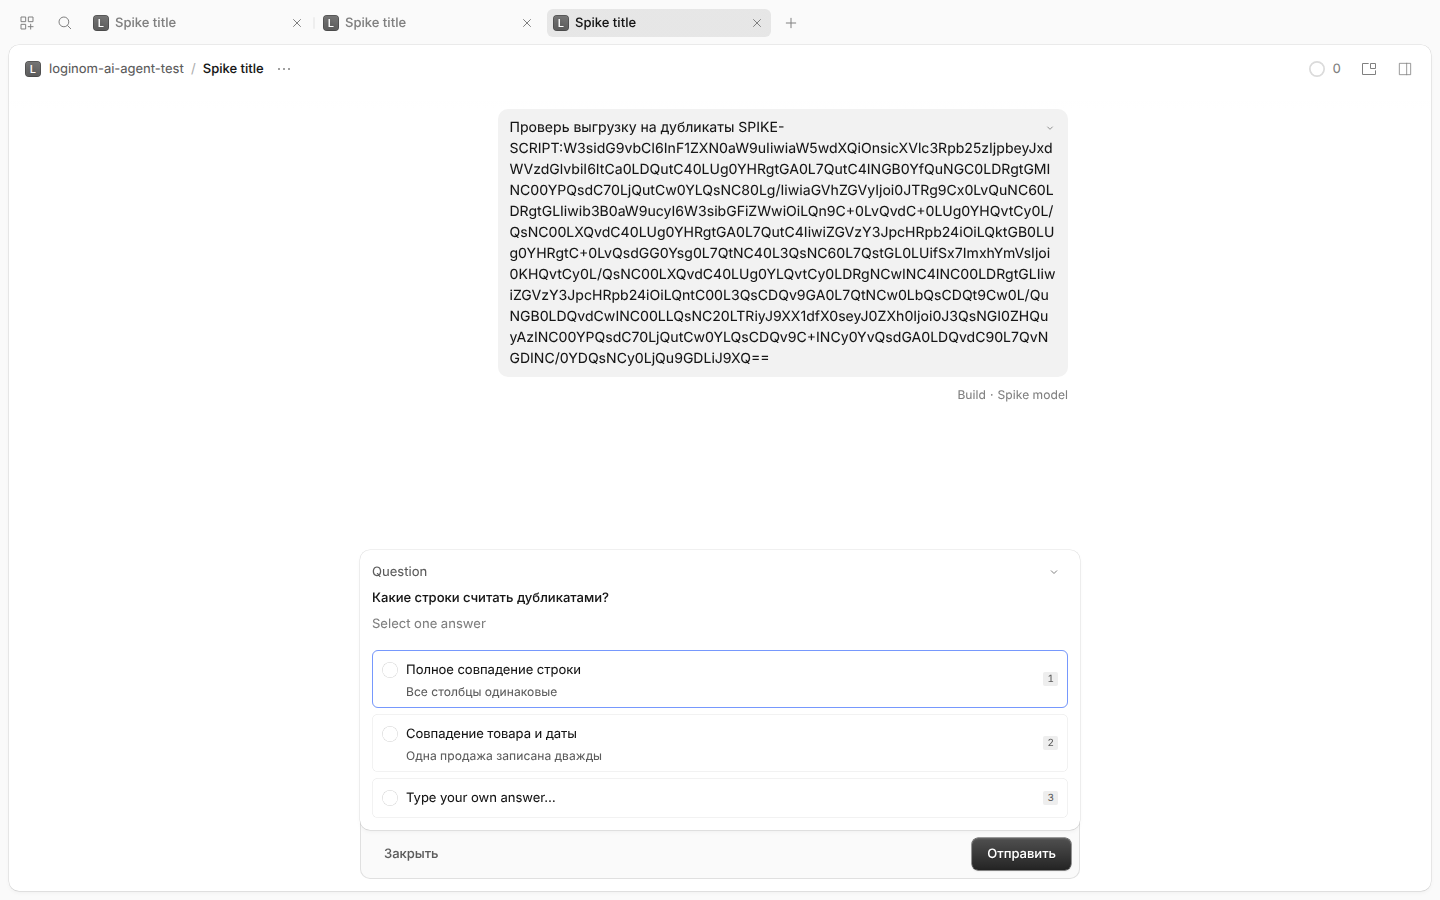 L Spike title
L Spike title
L Spike title
L loginom-ai-agent-test / Spike title ...
0
Проверь выгрузку на дубликаты SPIKE-
SCRIPT:W3sidG9vbCI6InF1ZXN0aW9uIiwiaW5wdXQiOnsicXVlc3Rpb25zIjpbeyJxd
WVzdGlvbiI6ItCa0LDQutC40LUg0YHRgtGA0L7QutC4INGB0YfQuNGC0LDRgtGMI
NC00YPQsdC70LjQutCw0YLQsNC80Lg/IiwiaGVhZGVyIjoi0JTRg9Cx0LvQuNC60L
DRgtGLIiwib3B0aW9ucyI6W3sibGFiZWwiOiLQn9C+0LvQvdC+0LUg0YHQvtCy0L/
QsNC00LXQvdC40LUg0YHRgtGA0L7QutC4IiwiZGVzY3JpcHRpb24iOiLQktGB0LU
g0YHRgtC+0LvQsdGG0Ysg0L7QtNC40L3QsNC60L7QstGL0LUifSx7ImxhYmVsIjoi
0KHQvtCy0L/QsNC00LXQvdC40LUg0YLQvtCy0LDRgNCwINC4INC00LDRgtGLIiw
iZGVzY3JpcHRpb24iOiLQntC00L3QsCDQv9GA0L7QtNCw0LbQsCDQt9Cw0L/Qu
NGB0LDQvdCwINC00LLQsNC20LTRiyJ9XX1dfX0seyJ0ZXh0Ijoi0J3QsNGI0ZHQu
yAzINC00YPQsdC70LjQutCw0YLQsCDQv9C+INCy0YvQsdGA0LDQvdC90L7QvN
GDINC/0YDQsNCy0LjQu9GDLiJ9XQ==
Build · Spike model
Question
Какие строки считать дубликатами?
Select one answer
Полное совпадение строки
1
Все столбцы одинаковые
Совпадение товара и даты
2
Одна продажа записана дважды
Type your own answer...
3
Закрыть
Отправить